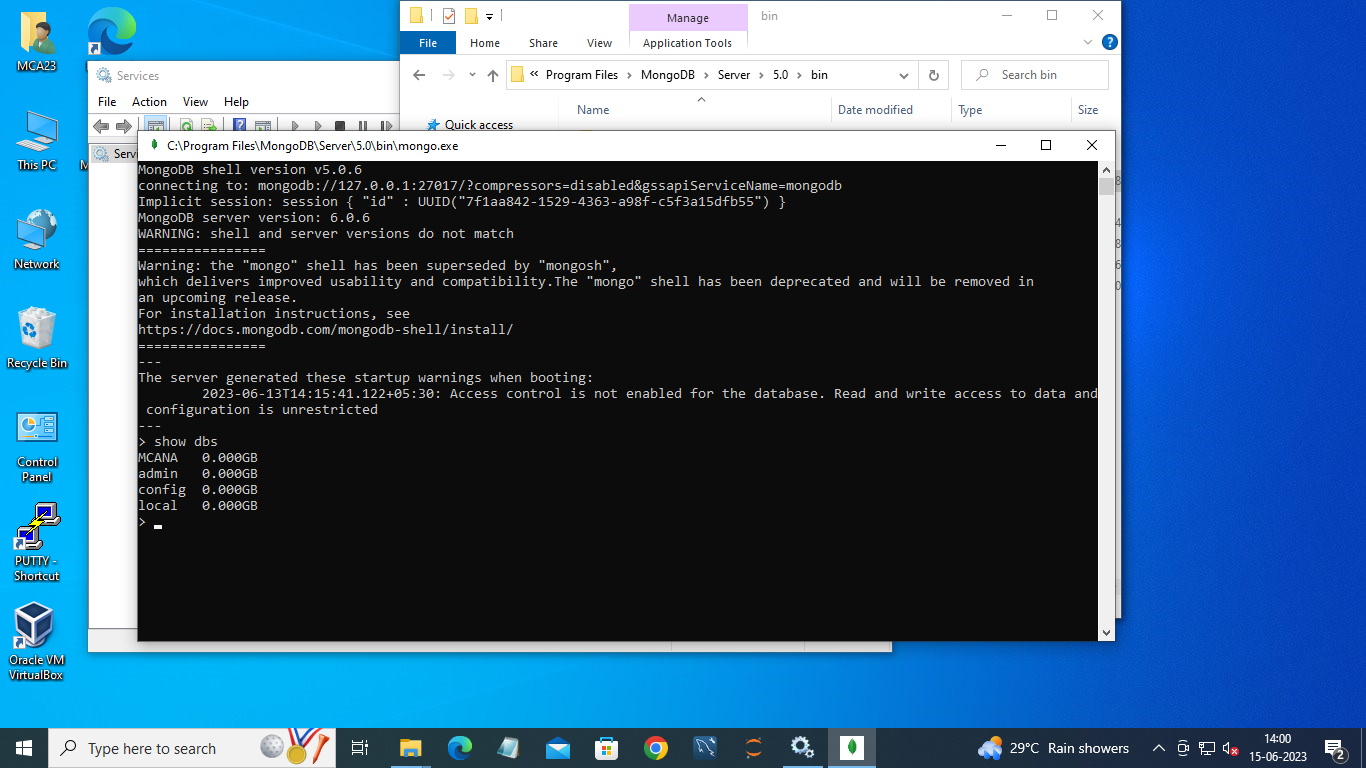 MCA23
This PC
Network
Recycle Bin
Control
Panel
PUTTY -
Shortcut
Oracle VM
VirtualBox
Services
File Action View Help
Manage
bin
File Home Share View Application Tools
« Program Files > MongoDB > Server > 5.0 > bin
Search bin
Name Date modified Type Size
Quick access
C:\Program Files\MongoDB\Server\5.0\bin\mongo.exe
MongoDB shell version v5.0.6
connecting to: mongodb://127.0.0.1:27017/?compressors=disabled&gssapiServiceName=mongodb
Implicit session: session { "id" : UUID("7f1aa842-1529-4363-a98f-c5f3a15dfb55") }
MongoDB server version: 6.0.6
WARNING: shell and server versions do not match
================
Warning: the "mongo" shell has been superseded by "mongosh",
which delivers improved usability and compatibility.The "mongo" shell has been deprecated and will be removed in
an upcoming release.
For installation instructions, see
https://docs.mongodb.com/mongodb-shell/install/
================
---
The server generated these startup warnings when booting:
2023-06-13T14:15:41.122+05:30: Access control is not enabled for the database. Read and write access to data and
configuration is unrestricted
---
> show dbs
MCANA 0.000GB
admin 0.000GB
config 0.000GB
local 0.000GB
>
Type here to search
29°C Rain showers
14:00
15-06-2023
2